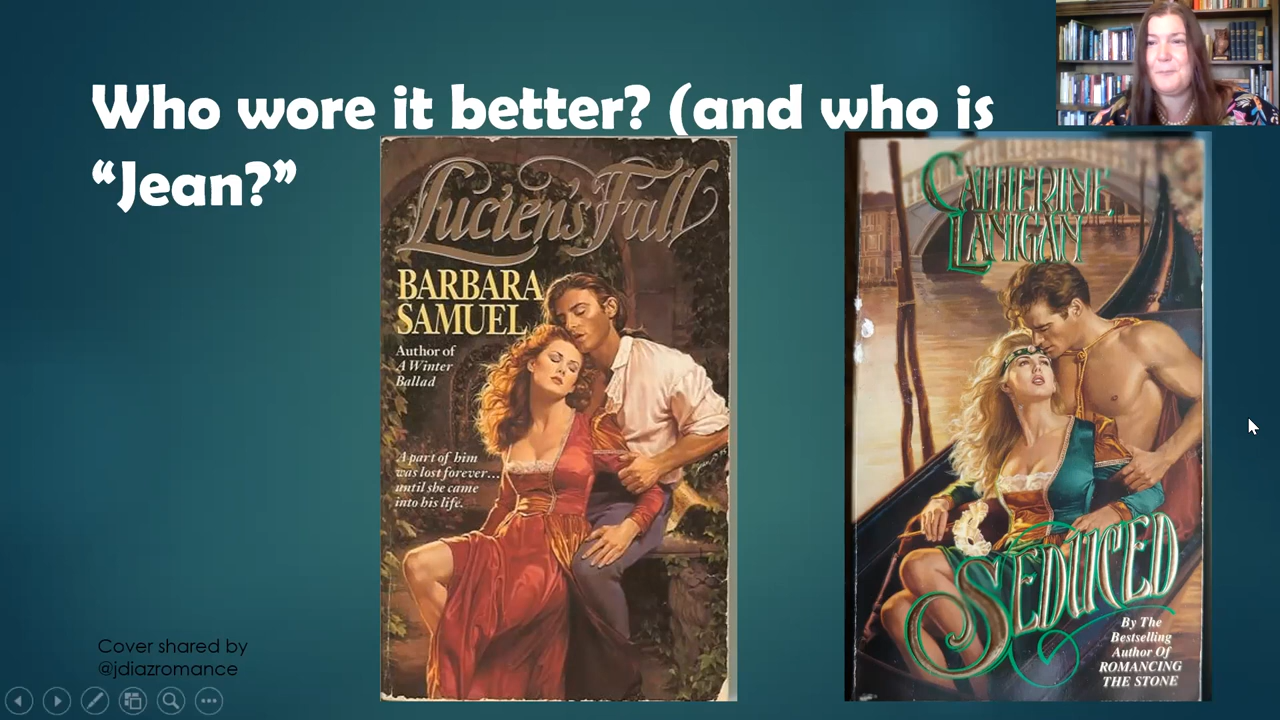 Who wore it better? (and who is
“Jean?”
Lucien's Fall
BARBARA
SAMUEL
Author of
A Winter
Ballad
A part of him
was lost forever...
until she came
into his life.
CATHERINE
LANIGAN
SEDUCED
By The
Bestselling
Author Of
ROMANCING
THE STONE
Cover shared by
@jdiazromance